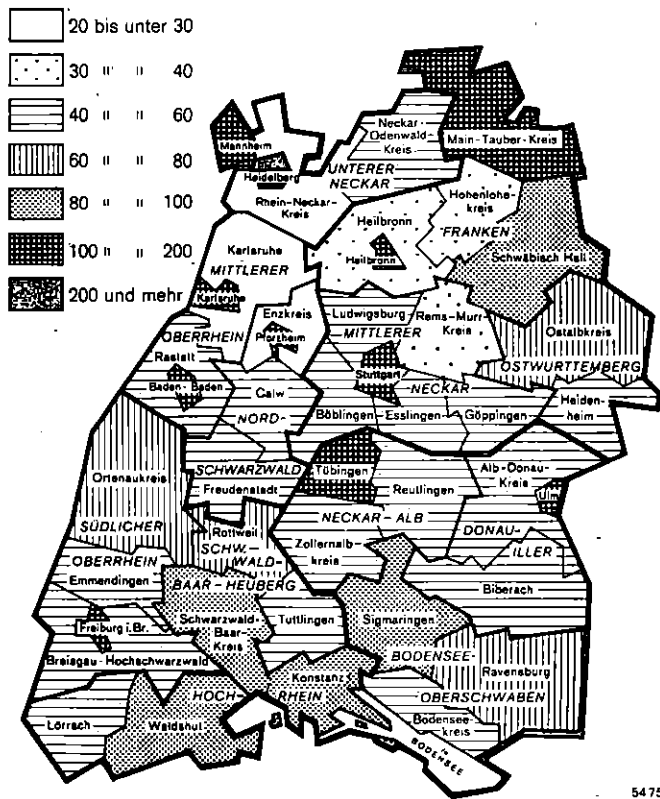 20 bis unter 30
30 " " 40
40 " " 60
60 " " 80
80 " " 100
100 " " 200
200 und mehr
Mannheim
Neckar-
Odenwald-
Kreis
Main-Tauber-Kreis
Heidelberg
UNTERER
NECKAR
Rhein-Neckar-
Kreis
Hohenlohe-
kreis
FRANKEN
Heilbronn
Heilbronn
Schwäbisch Hall
Karlsruhe
MITTLERER
Karlsruhe
Enzkreis
Pforzheim
Ludwigsburg
MITTLERER
Rems-Murr-
Kreis
Ostalbkreis
OSTWURTTEMBERG
OBERRHEIN
Rastatt
Baden-Baden
Stuttgart
NECKAR
Calw
NORD-
Böblingen
Esslingen
Göppingen
Heiden-
heim
SCHWARZWALD
Freudenstadt
Tübingen
Reutlingen
Alb-Donau-
Kreis
Ulm
Ortenaukreis
SÜDLICHER
Rottweil
SCHW.
WALD-
NECKAR-ALB
Zollernalb-
kreis
DONAU-
ILLER
OBERRHEIN
Emmendingen
BAAR-HEUBERG
Biberach
Freiburg i. Br.
Schwarzwald-
Baar-
Kreis
Tuttlingen
Sigmaringen
Breisgau-Hochschwarzwald
BODENSEE-
Ravensburg
OBERSCHWABEN
HOCH-
Konstanz
RHEIN
Bodensee-
kreis
Lörrach
Waldshut
BODENSEE
5475